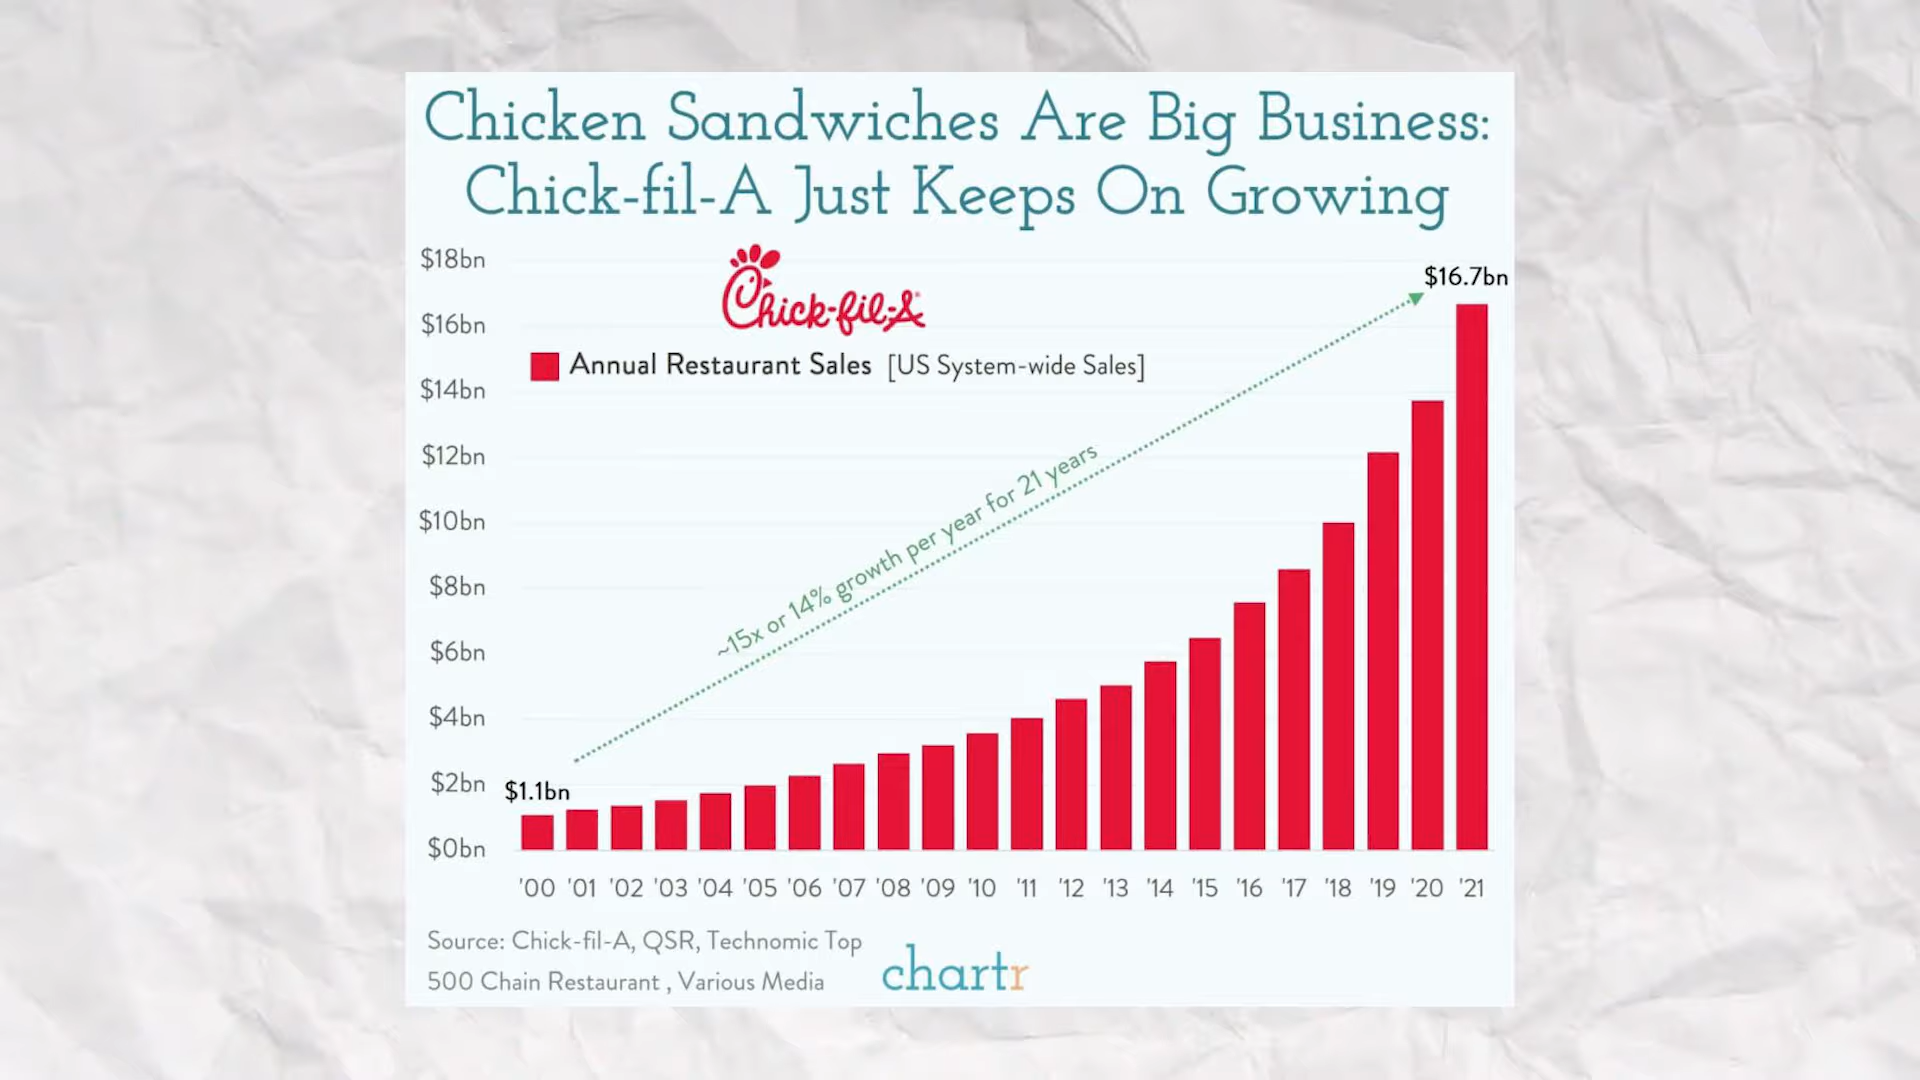 Chicken Sandwiches Are Big Business:
Chick-fil-A Just Keeps On Growing
Chick-fil-A
Annual Restaurant Sales [US System-wide Sales]
$18bn
$16bn
$14bn
$12bn
$10bn
$8bn
$6bn
$4bn
$2bn
$0bn
$1.1bn
~15x or 14% growth per year for 21 years
$16.7bn
'00 '01 '02 '03 '04 '05 '06 '07 '08 '09 '10 '11 '12 '13 '14 '15 '16 '17 '18 '19 '20 '21
Source: Chick-fil-A, QSR, Technomic Top
500 Chain Restaurant , Various Media
chartr